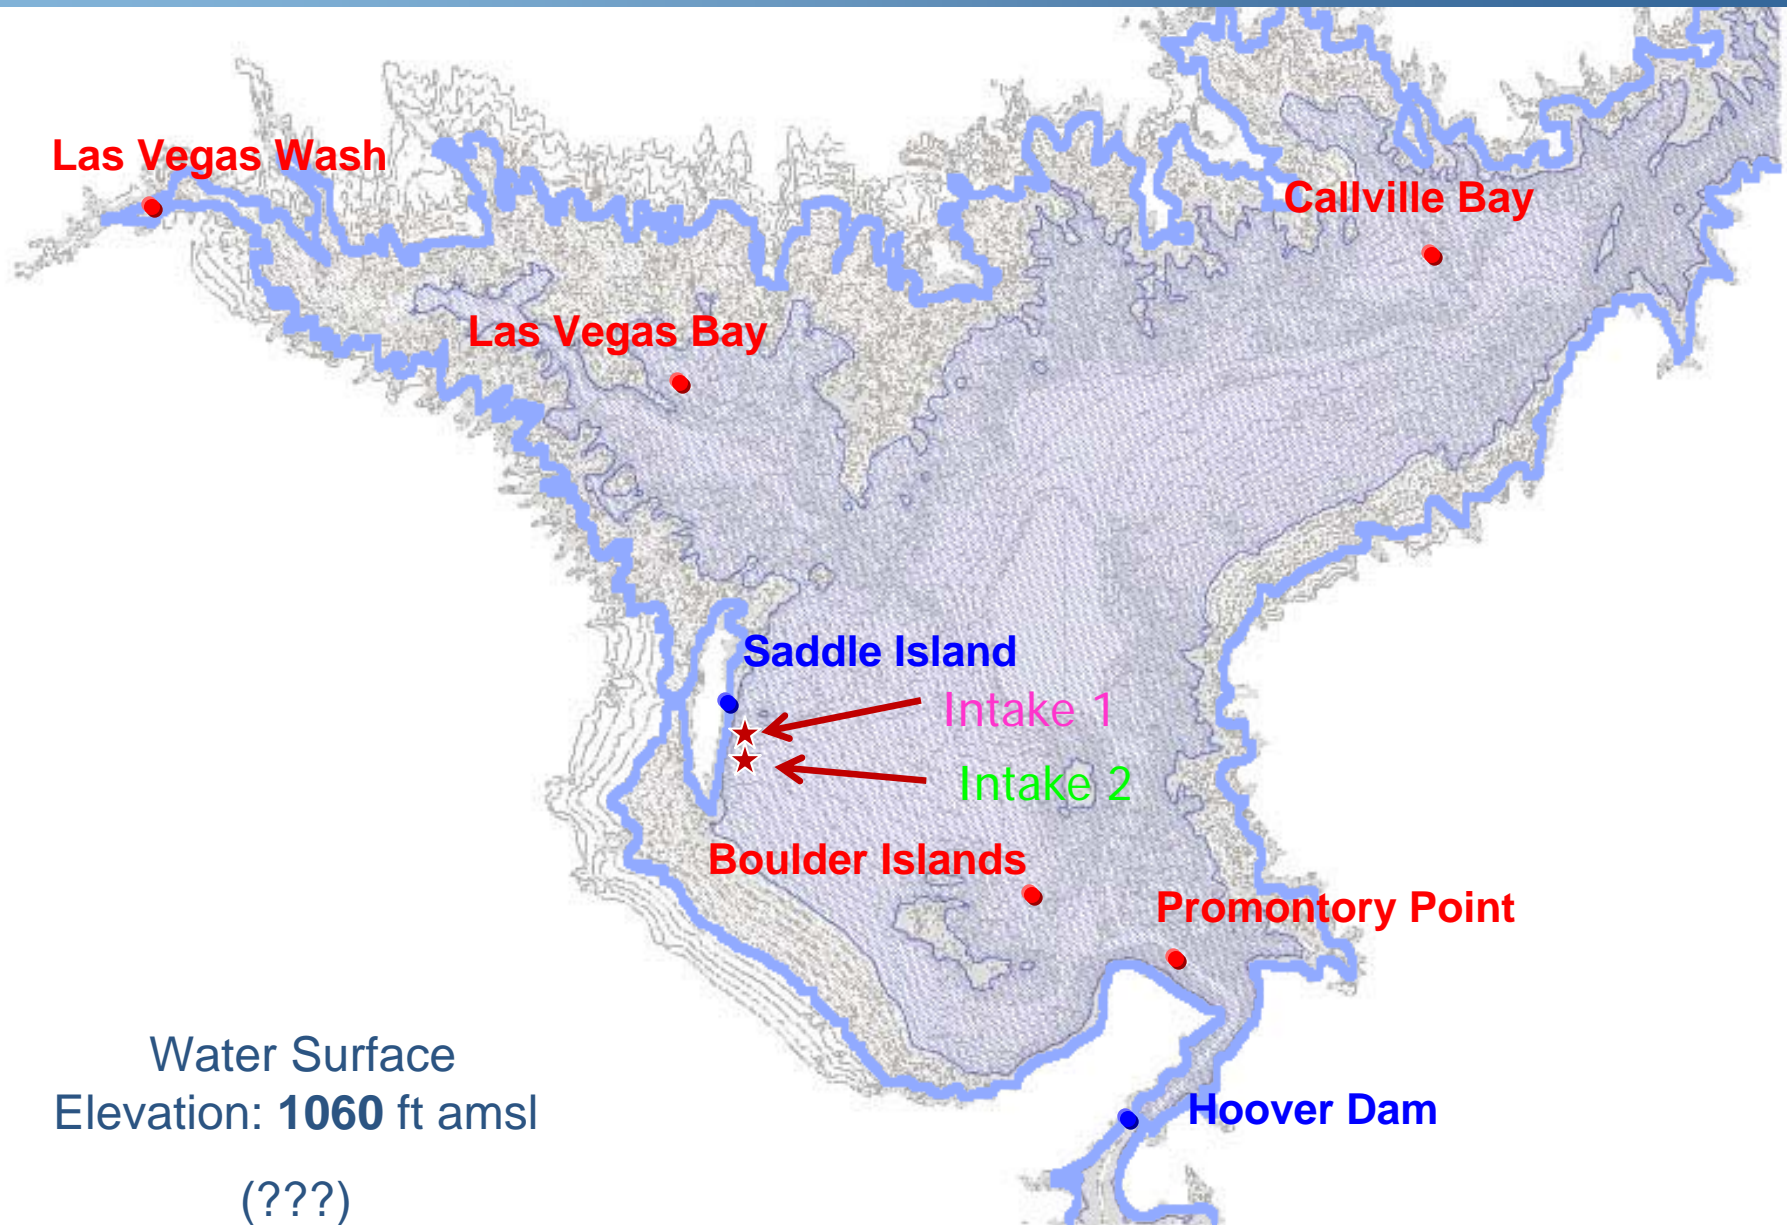 Las Vegas Wash
Callville Bay
Las Vegas Bay
Saddle Island
Intake 1
Intake 2
Boulder Islands
Promontory Point
Water Surface
Elevation: 1060 ft amsl
(???)
Hoover Dam